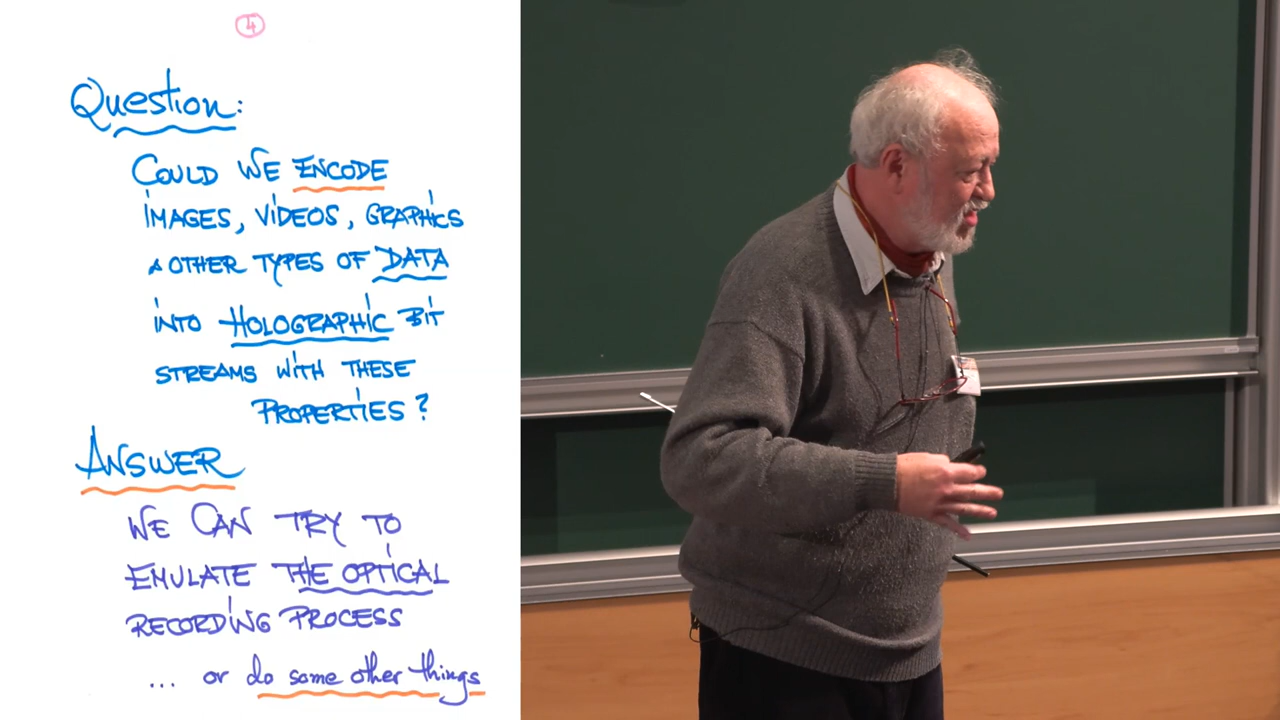 4
Question:
COULD WE ENCODE
IMAGES, VIDEOS, GRAPHICS
& OTHER TYPES OF DATA
INTO HOLOGRAPHIC BIT
STREAMS WITH THESE
PROPERTIES?
ANSWER
WE CAN TRY TO
EMULATE THE OPTICAL
RECORDING PROCESS
... or do some other things